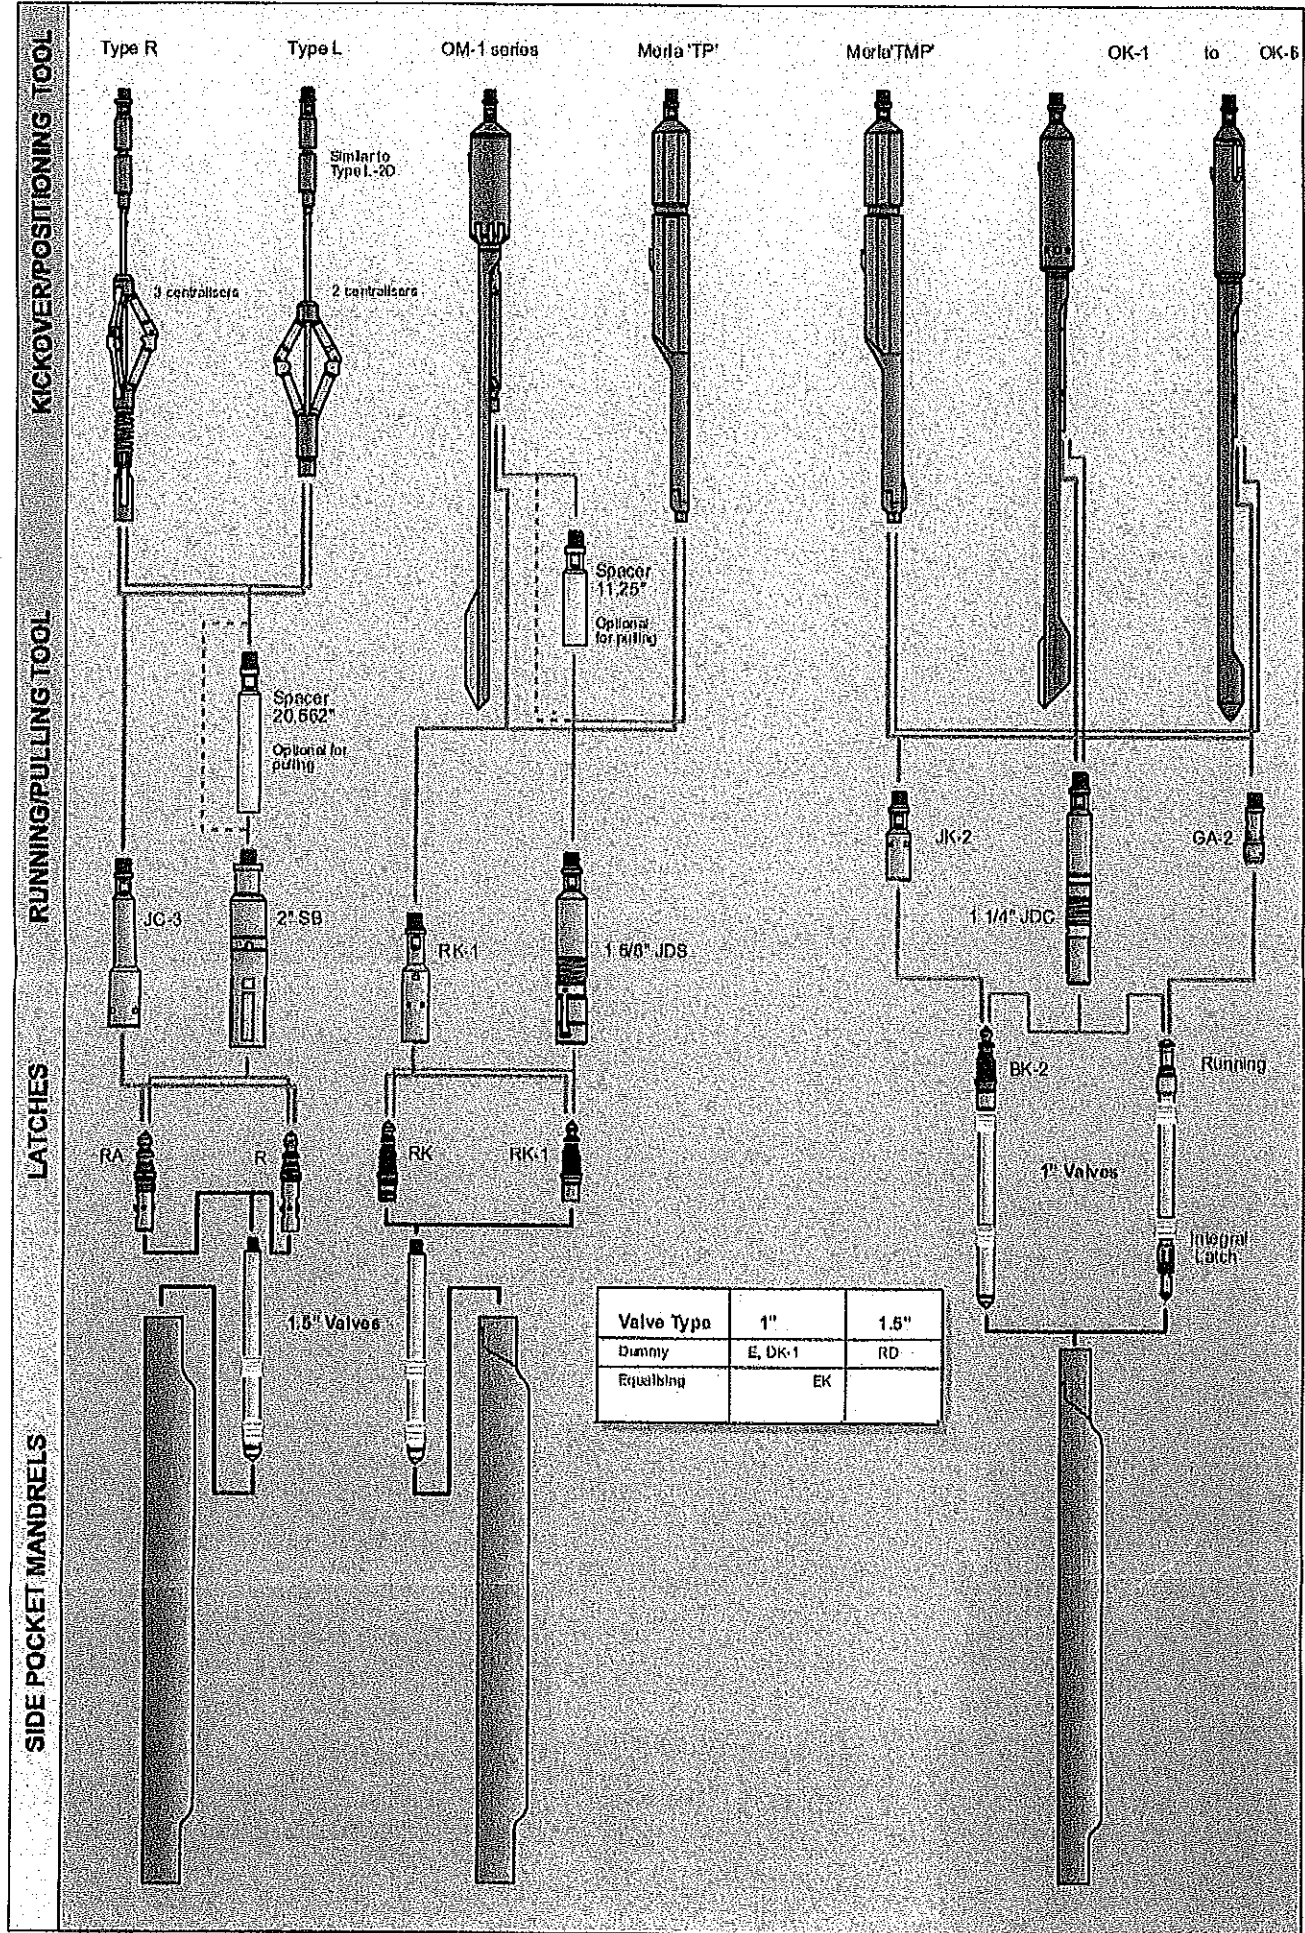 KICKOVER/POSITIONING TOOL
Type R
Type L
OM-1 series
Merla 'TP'
Merla 'TMP'
OK-1 to OK-6
Similar to
Type L-2D
3 centralisers
2 centralisers
RUNNING/PULLING TOOL
Spacer
11.25"
Optional
for pulling
Spacer
20.662"
Optional for
pulling
JK-2
GA-2
JC-3
2" SB
RK-1
1 5/8" JDS
1 1/4" JDC
LATCHES
BK-2
Running
RA
R
RK
RK-1
1" Valves
Integral
Latch
SIDE POCKET MANDRELS
1.5" Valves
Valve Type 1" 1.5"
Dummy E, DK-1 RD
Equalising EK